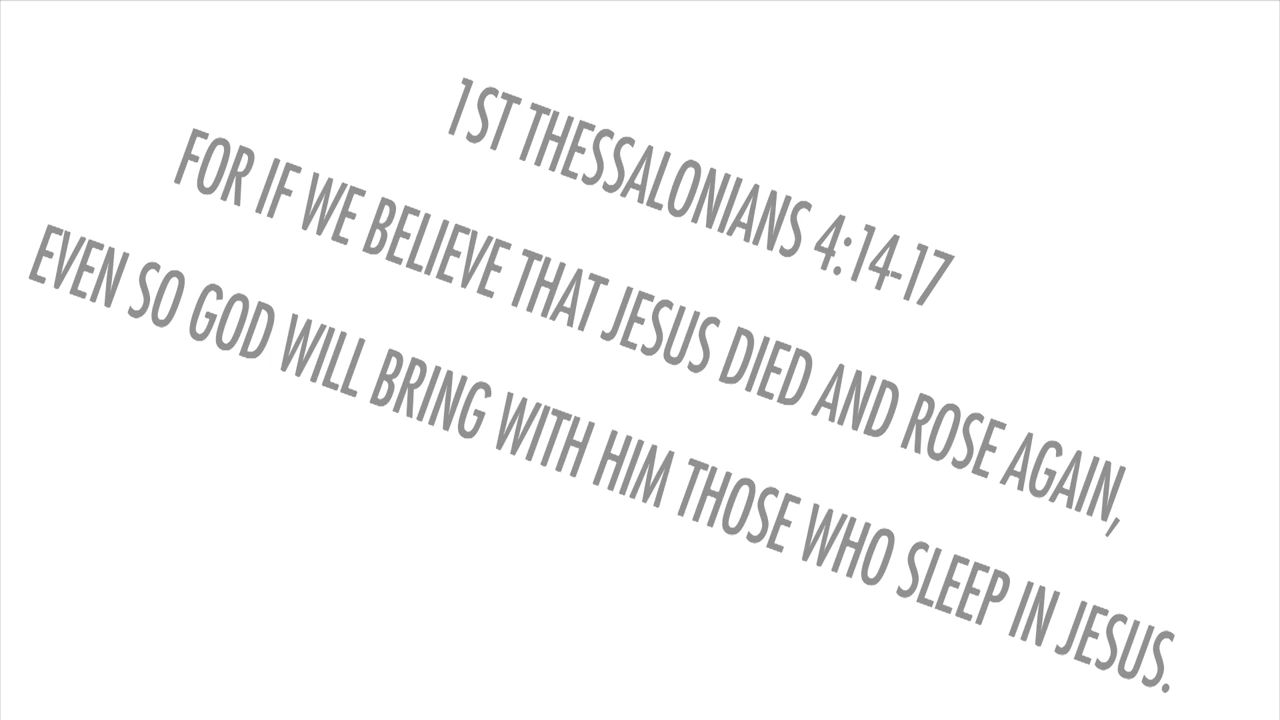 1ST THESSALONIANS 4:14-17
FOR IF WE BELIEVE THAT JESUS DIED AND ROSE AGAIN,
EVEN SO GOD WILL BRING WITH HIM THOSE WHO SLEEP IN JESUS.